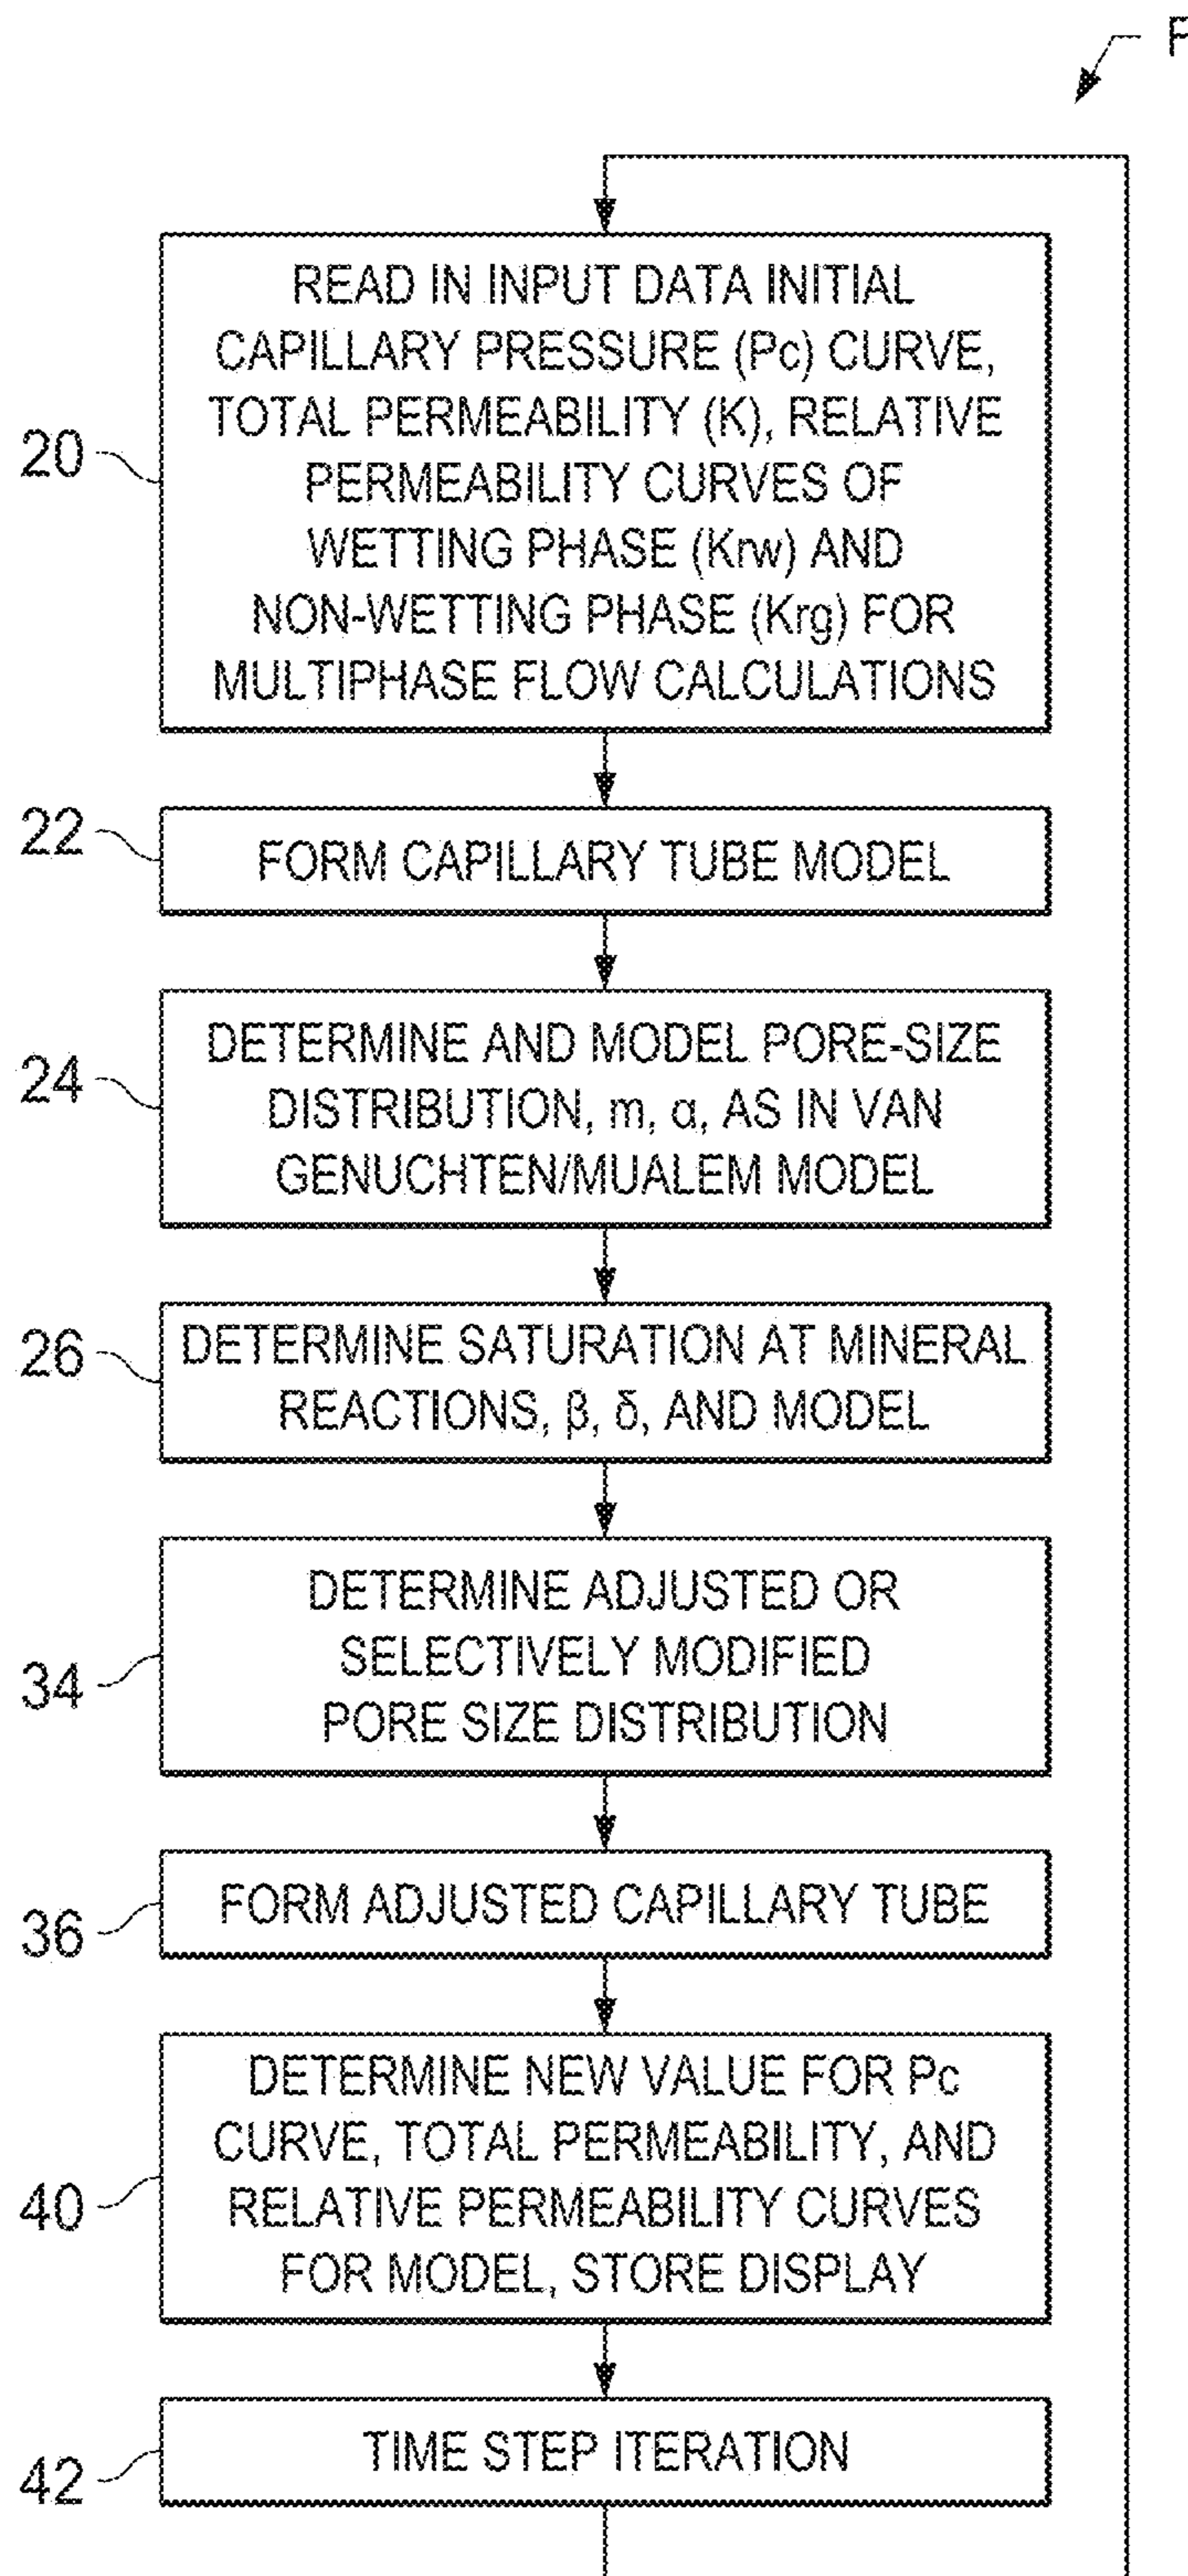 F
20
READ IN INPUT DATA INITIAL
CAPILLARY PRESSURE (Pc) CURVE,
TOTAL PERMEABILITY (K), RELATIVE
PERMEABILITY CURVES OF
WETTING PHASE (Krw) AND
NON-WETTING PHASE (Krg) FOR
MULTIPHASE FLOW CALCULATIONS
22
FORM CAPILLARY TUBE MODEL
24
DETERMINE AND MODEL PORE-SIZE
DISTRIBUTION, m, α, AS IN VAN
GENUCHTEN/MUALEM MODEL
26
DETERMINE SATURATION AT MINERAL
REACTIONS, β, δ, AND MODEL
34
DETERMINE ADJUSTED OR
SELECTIVELY MODIFIED
PORE SIZE DISTRIBUTION
36
FORM ADJUSTED CAPILLARY TUBE
40
DETERMINE NEW VALUE FOR Pc
CURVE, TOTAL PERMEABILITY, AND
RELATIVE PERMEABILITY CURVES
FOR MODEL, STORE DISPLAY
42
TIME STEP ITERATION